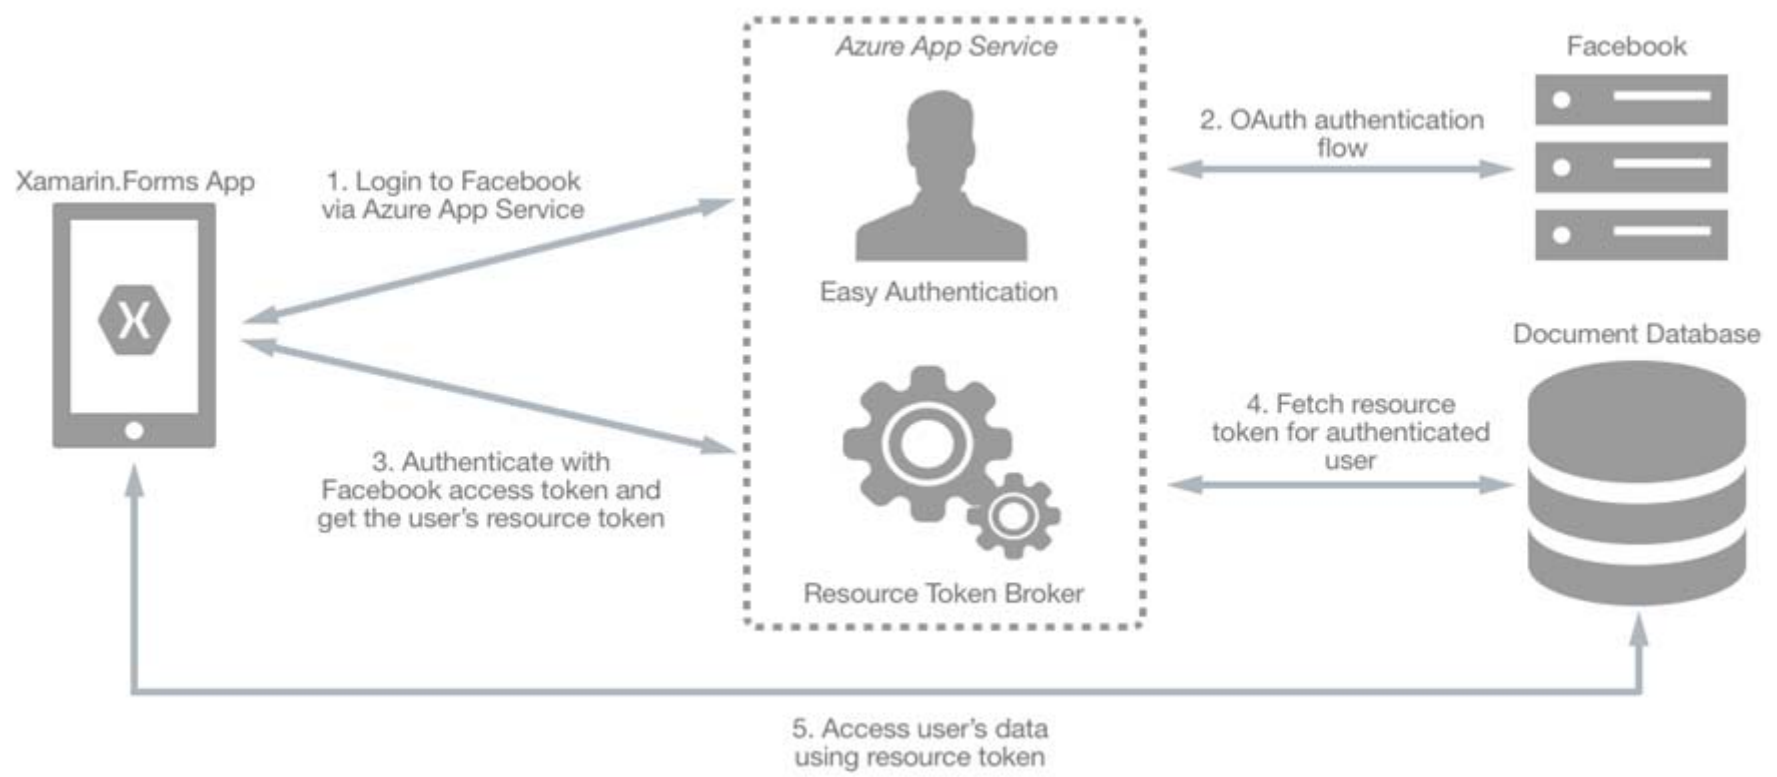 Azure App Service
Facebook
2. OAuth authentication
flow
Xamarin.Forms App
1. Login to Facebook
via Azure App Service
X
Easy Authentication
Document Database
4. Fetch resource
token for authenticated
user
3. Authenticate with
Facebook access token and
get the user's resource token
Resource Token Broker
5. Access user's data
using resource token